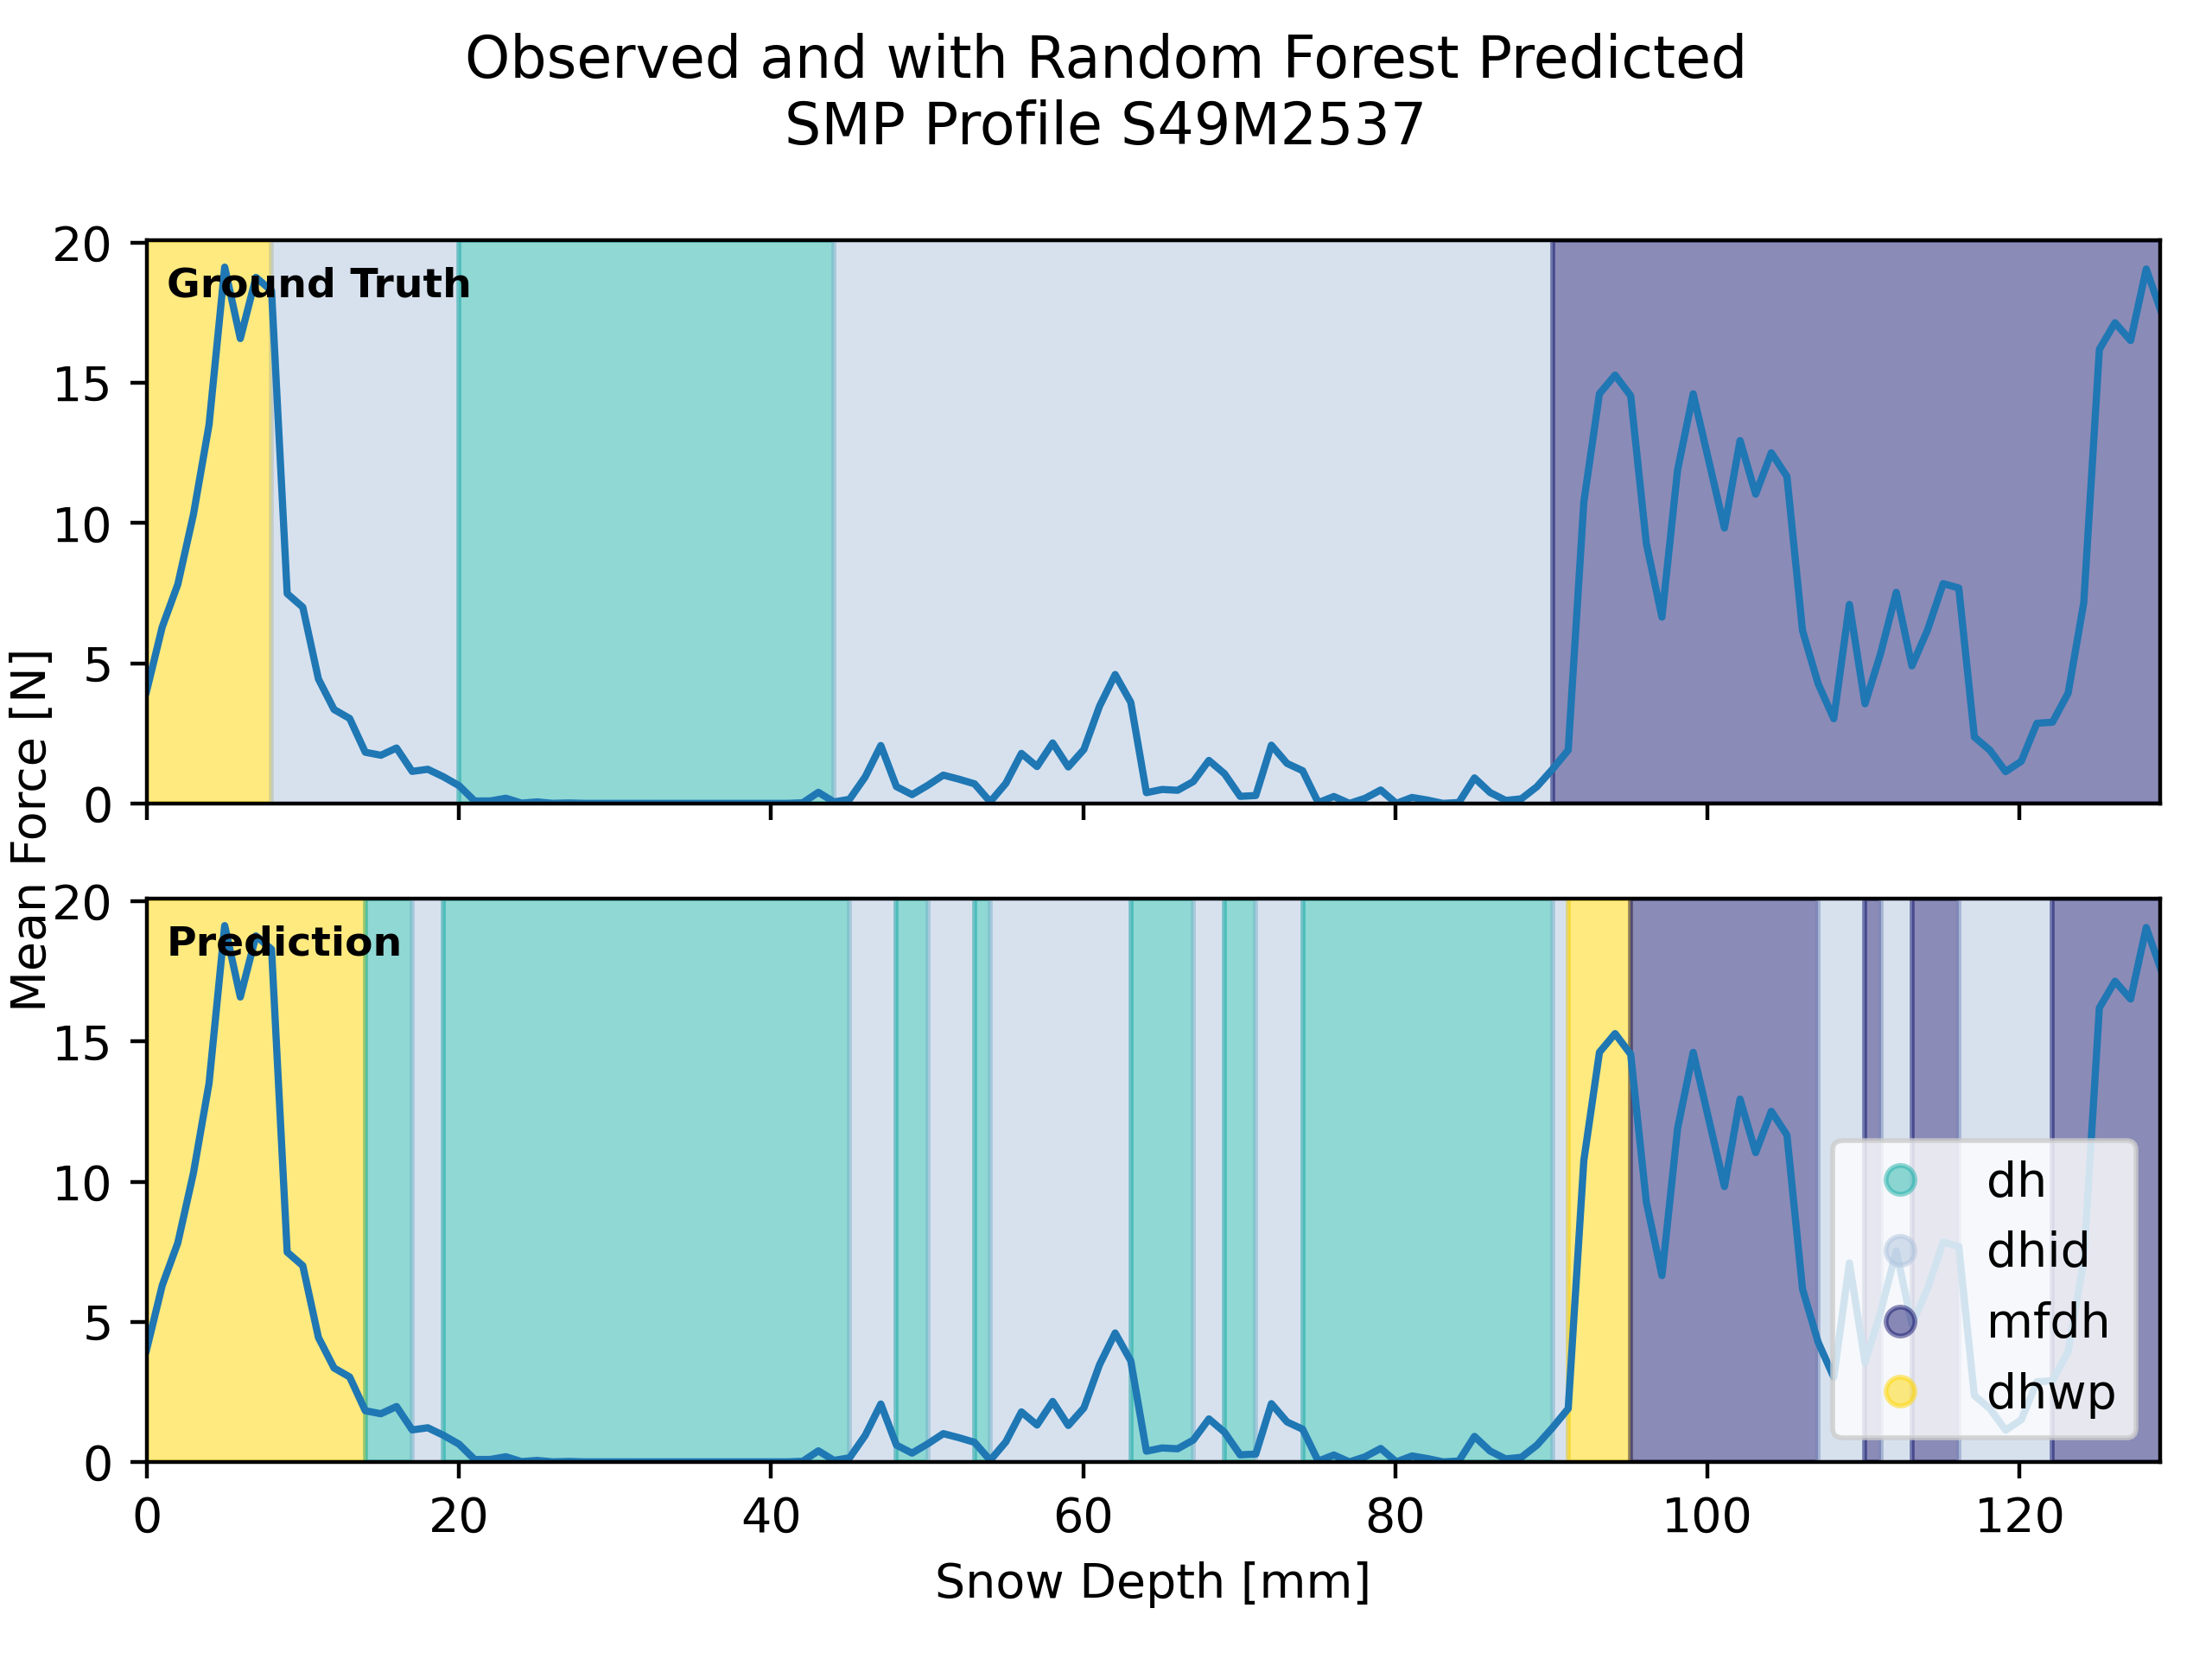 Observed and with Random Forest Predicted
SMP Profile S49M2537
Mean Force [N]
20
15
10
5
0
Ground Truth
20
15
10
5
0
Prediction
dh
dhid
mfdh
dhwp
0 20 40 60 80 100 120
Snow Depth [mm]